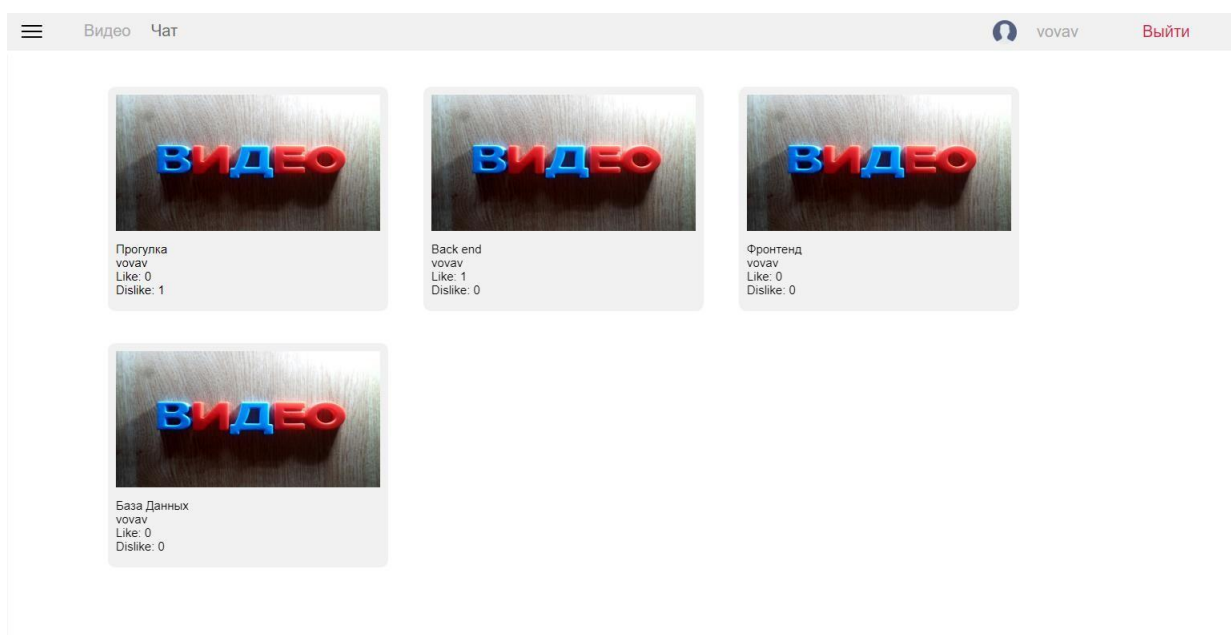 Видео Чат vovav Выйти
ВИДЕО
Прогулка
vovav
Like: 0
Dislike: 1
ВИДЕО
Back end
vovav
Like: 1
Dislike: 0
ВИДЕО
Фронтенд
vovav
Like: 0
Dislike: 0
ВИДЕО
База Данных
vovav
Like: 0
Dislike: 0